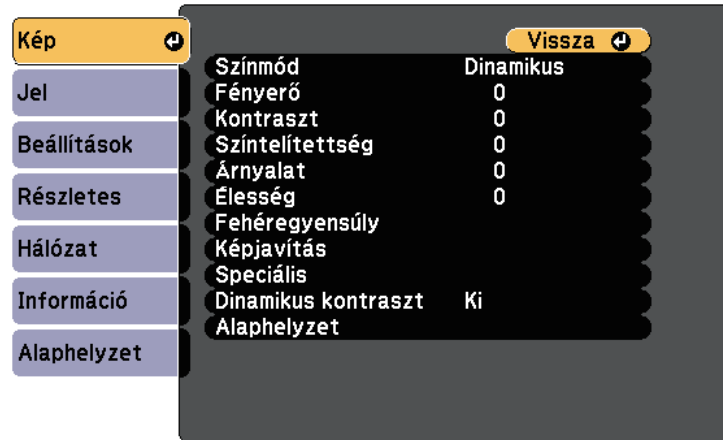 Kép
Jel
Beállítások
Részletes
Hálózat
Információ
Alaphelyzet
Vissza
Színmód Dinamikus
Fényerő 0
Kontraszt 0
Színtelítettség 0
Árnyalat 0
Élesség 0
Fehéregyensúly
Képjavítás
Speciális
Dinamikus kontraszt Ki
Alaphelyzet